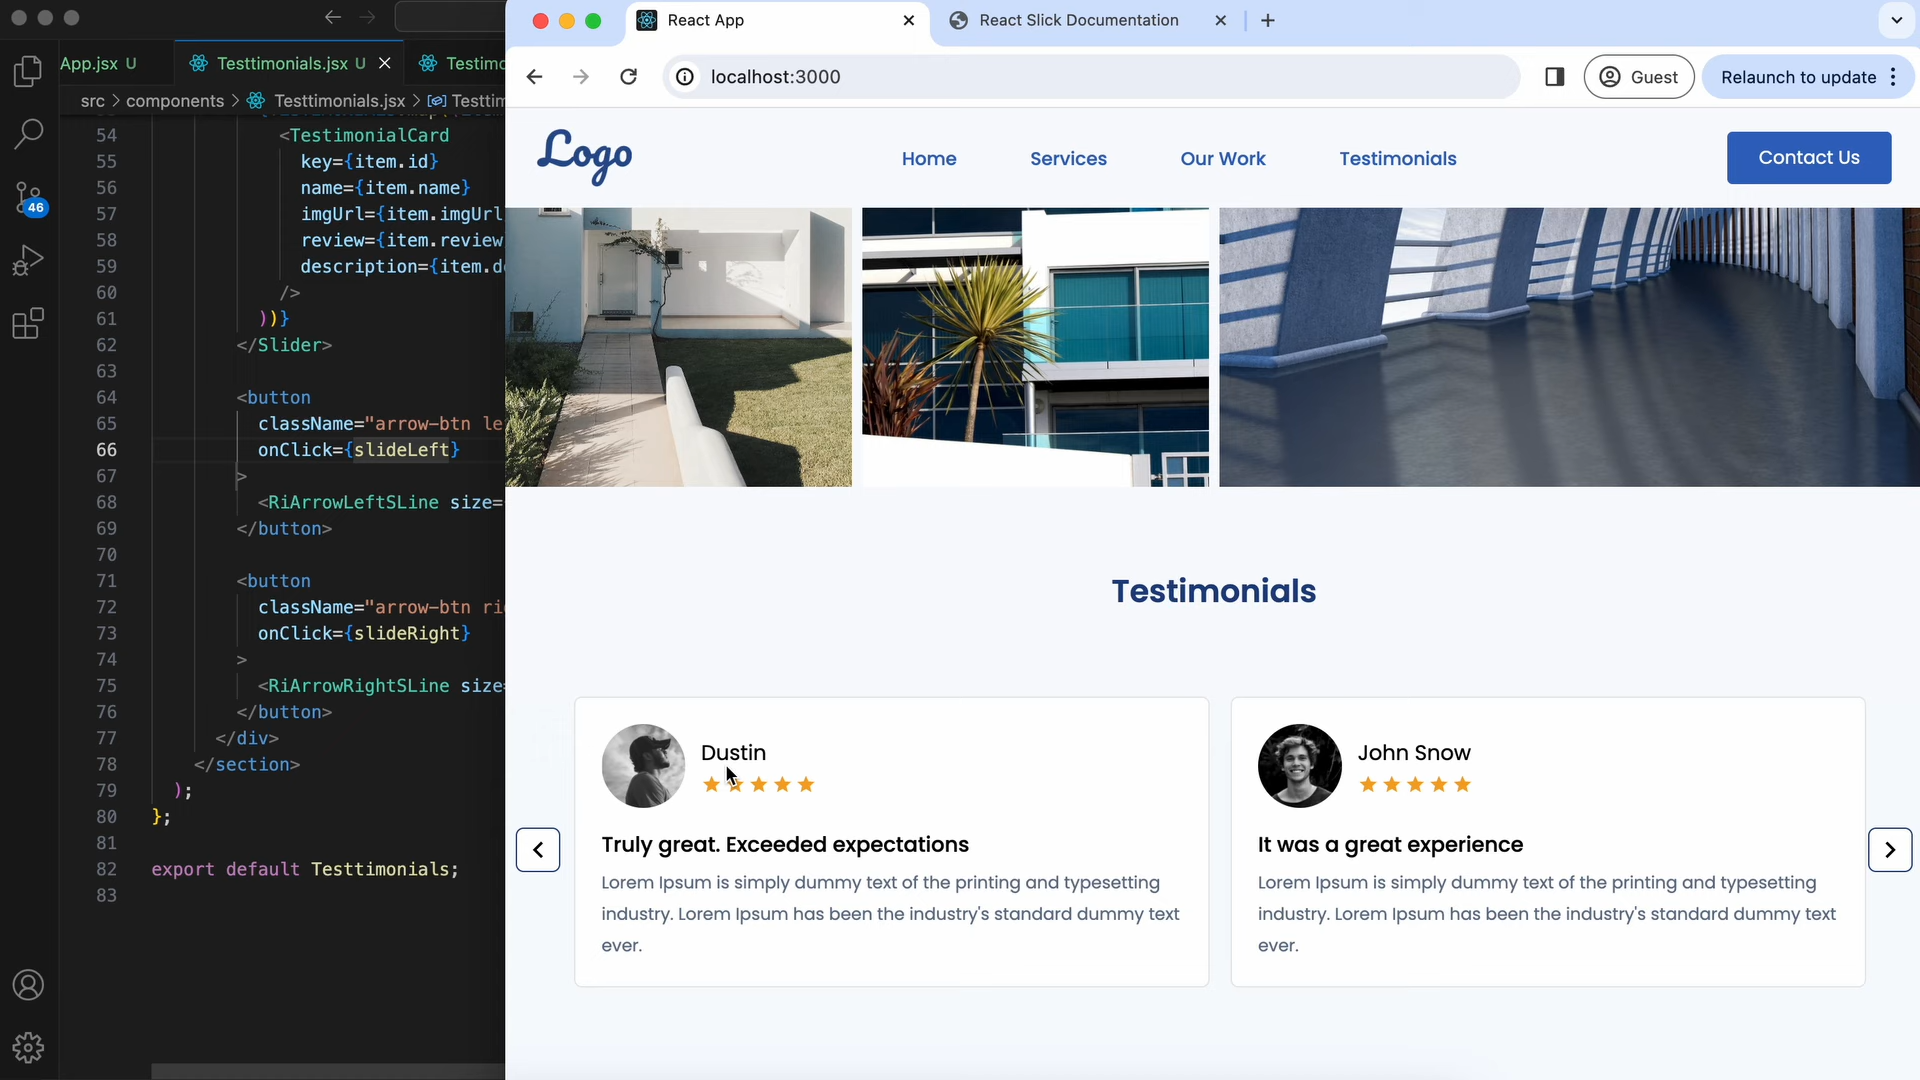 React App
React Slick Documentation
localhost:3000
Guest
Relaunch to update
App.jsx U
Testtimonials.jsx U
Testimo
src > components > Testtimonials.jsx > Testtim
46
54 <TestimonialCard
55 key={item.id}
56 name={item.name}
57 imgUrl={item.imgUrl
58 review={item.review
59 description={item.d
60 />
61 ))}
62 </Slider>
63
64 <button
65 className="arrow-btn le
66 onClick={slideLeft}
67 >
68 <RiArrowLeftSLine size=
69 </button>
70
71 <button
72 className="arrow-btn ri
73 onClick={slideRight}
74 >
75 <RiArrowRightSLine size=
76 </button>
77 </div>
78 </section>
79 );
80 };
81
82 export default Testtimonials;
83
Logo
Home
Services
Our Work
Testimonials
Contact Us
Testimonials
Dustin
Truly great. Exceeded expectations
Lorem Ipsum is simply dummy text of the printing and typesetting
industry. Lorem Ipsum has been the industry's standard dummy text
ever.
John Snow
It was a great experience
Lorem Ipsum is simply dummy text of the printing and typesetting
industry. Lorem Ipsum has been the industry's standard dummy text
ever.